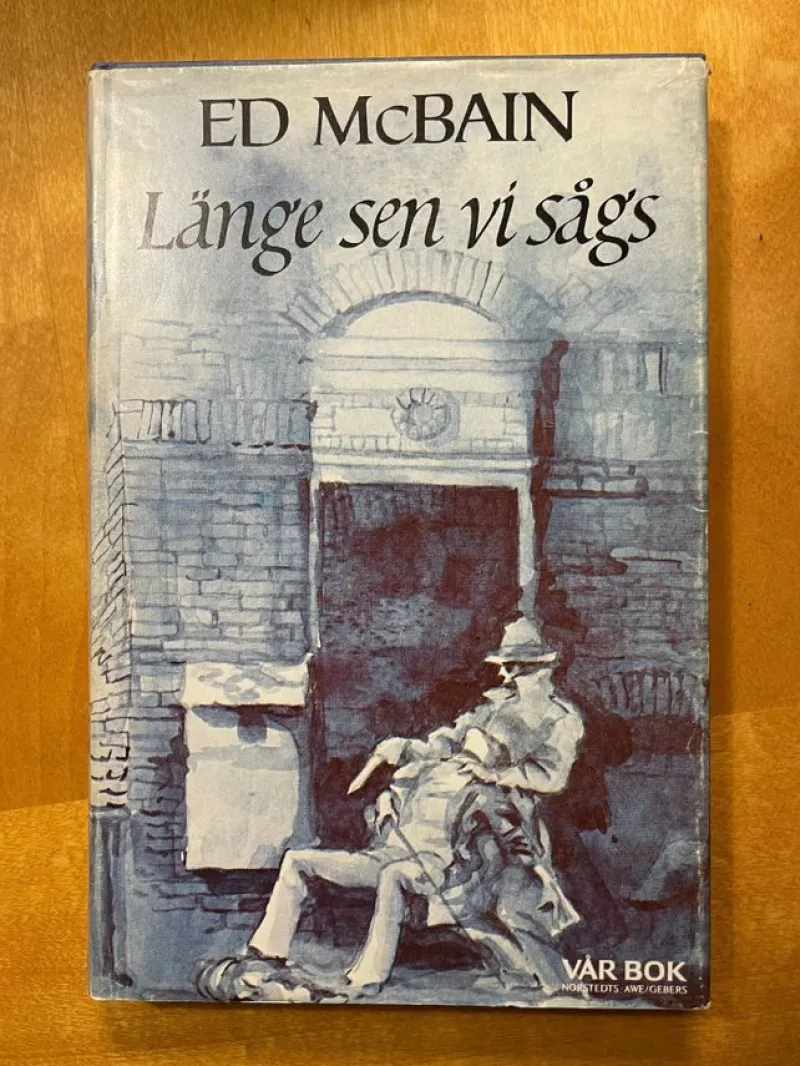 ED McBAIN
Länge sen vi sågs
VÅR BOK
NORSTEDTS · AWE/GEBERS